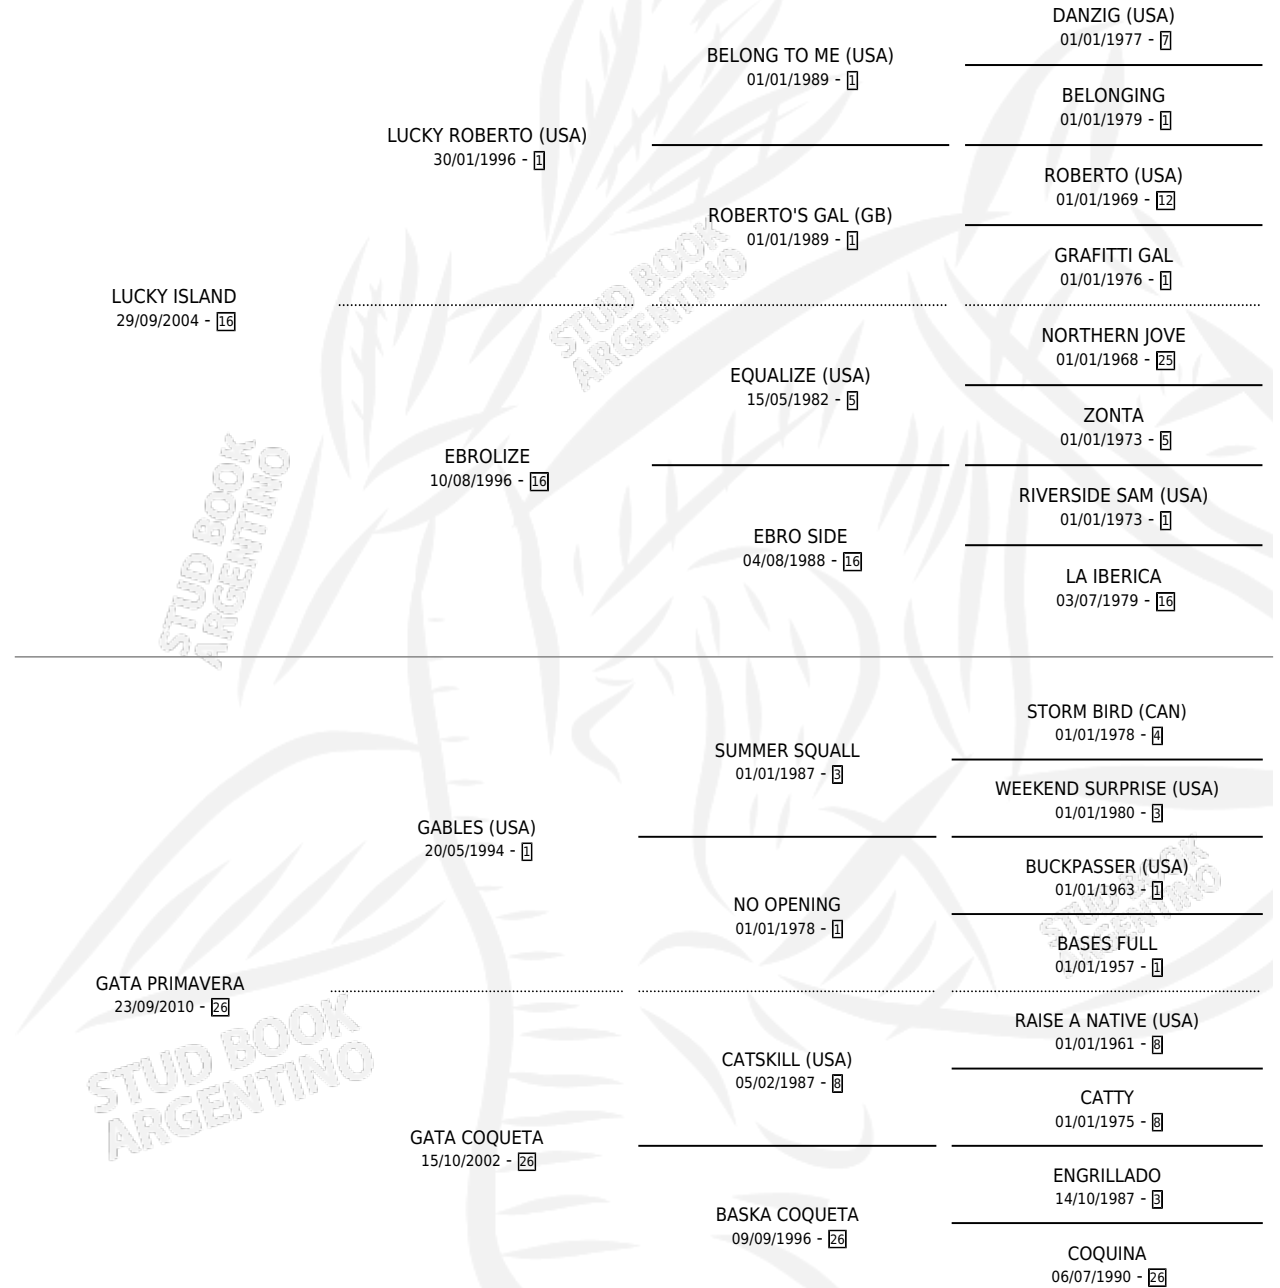 DANZIG (USA)
01/01/1977 - 7
BELONG TO ME (USA)
01/01/1989 - 1
BELONGING
01/01/1979 - 1
LUCKY ROBERTO (USA)
30/01/1996 - 1
ROBERTO (USA)
01/01/1969 - 12
ROBERTO'S GAL (GB)
01/01/1989 - 1
GRAFITTI GAL
01/01/1976 - 1
LUCKY ISLAND
29/09/2004 - 16
NORTHERN JOVE
01/01/1968 - 25
EQUALIZE (USA)
15/05/1982 - 5
ZONTA
01/01/1973 - 5
EBROLIZE
10/08/1996 - 16
RIVERSIDE SAM (USA)
01/01/1973 - 1
EBRO SIDE
04/08/1988 - 16
LA IBERICA
03/07/1979 - 16
STORM BIRD (CAN)
01/01/1978 - 4
SUMMER SQUALL
01/01/1987 - 3
WEEKEND SURPRISE (USA)
01/01/1980 - 3
GABLES (USA)
20/05/1994 - 1
BUCKPASSER (USA)
01/01/1963 - 1
NO OPENING
01/01/1978 - 1
BASES FULL
01/01/1957 - 1
GATA PRIMAVERA
23/09/2010 - 26
RAISE A NATIVE (USA)
01/01/1961 - 8
CATSKILL (USA)
05/02/1987 - 8
CATTY
01/01/1975 - 8
GATA COQUETA
15/10/2002 - 26
ENGRILLADO
14/10/1987 - 3
BASKA COQUETA
09/09/1996 - 26
COQUINA
06/07/1990 - 26
STUD BOOK
ARGENTINO
STUD BOOK
ARGENTINO
STUD BOOK
ARGENTINO
STUD BOOK
ARGENTINO